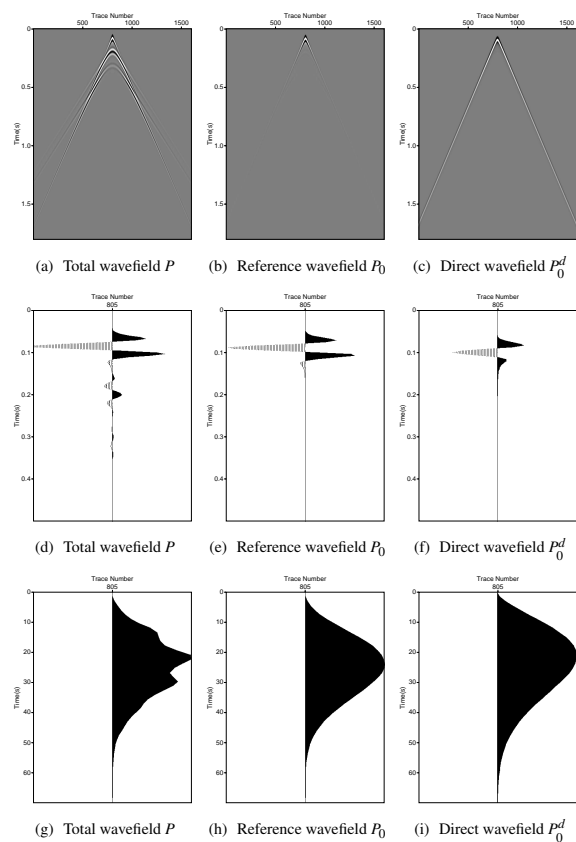 Trace Number Trace Number Trace Number
500 1000 1500 500 1000 1500 500 1000 1500
0 0 0
0.5 0.5 0.5
Time(s) Time(s) Time(s)
1.0 1.0 1.0
1.5 1.5 1.5
(a) Total wavefield P (b) Reference wavefield P₀ (c) Direct wavefield P₀ᵈ
Trace Number Trace Number Trace Number
805 805 805
0 0 0
0.1 0.1 0.1
0.2 0.2 0.2
Time(s) Time(s) Time(s)
0.3 0.3 0.3
0.4 0.4 0.4
(d) Total wavefield P (e) Reference wavefield P₀ (f) Direct wavefield P₀ᵈ
Trace Number Trace Number Trace Number
805 805 805
0 0 0
10 10 10
20 20 20
30 30 30
Time(s) Time(s) Time(s)
40 40 40
50 50 50
60 60 60
(g) Total wavefield P (h) Reference wavefield P₀ (i) Direct wavefield P₀ᵈ